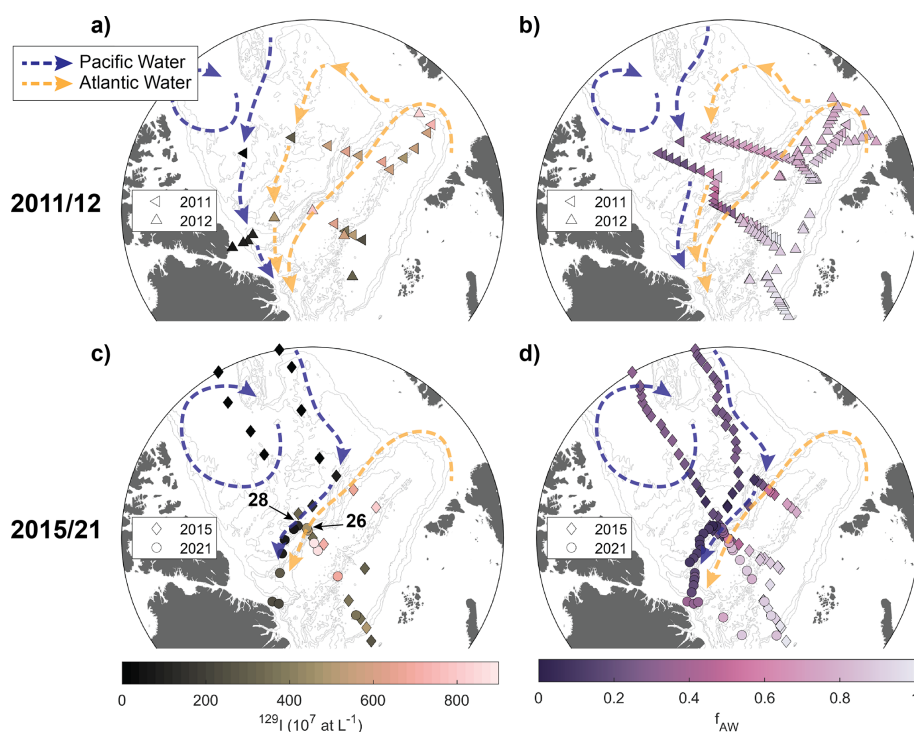 a)
b)
Pacific Water
Atlantic Water
2011/12
2011
2012
2011
2012
c)
d)
2015/21
28
26
2015
2021
2015
2021
0 200 400 600 800
129I (10^7 at L^-1)
0 0.2 0.4 0.6 0.8 1
f_AW